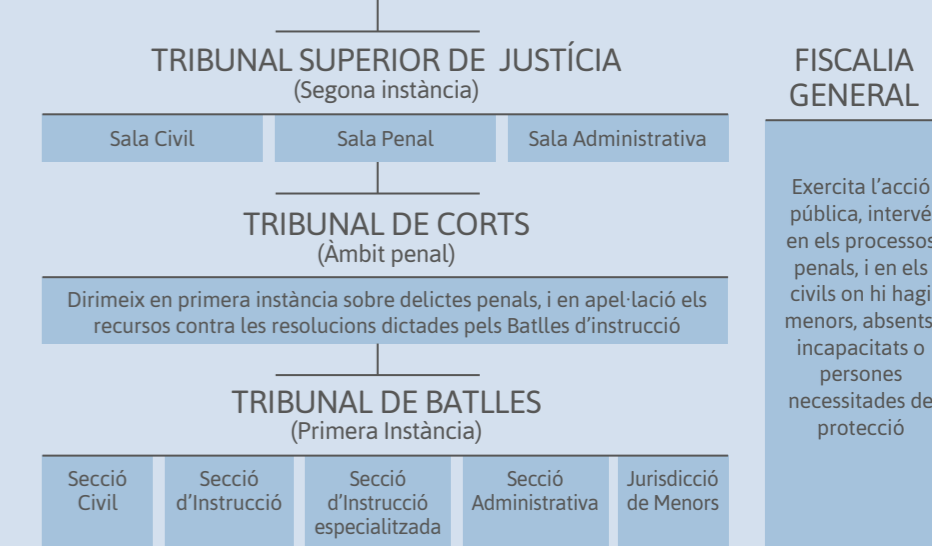 TRIBUNAL SUPERIOR DE JUSTÍCIA
(Segona instància)
Sala Civil
Sala Penal
Sala Administrativa
TRIBUNAL DE CORTS
(Àmbit penal)
Dirimeix en primera instància sobre delictes penals, i en apel·lació els
recursos contra les resolucions dictades pels Batlles d'instrucció
TRIBUNAL DE BATLLES
(Primera Instància)
Secció
Civil
Secció
d'Instrucció
Secció
d'Instrucció
especialitzada
Secció
Administrativa
Jurisdicció
de Menors
FISCALIA
GENERAL
Exercita l'acció
pública, intervé
en els processos
penals, i en els
civils on hi hagi
menors, absents
incapacitats o
persones
necessitades de
protecció